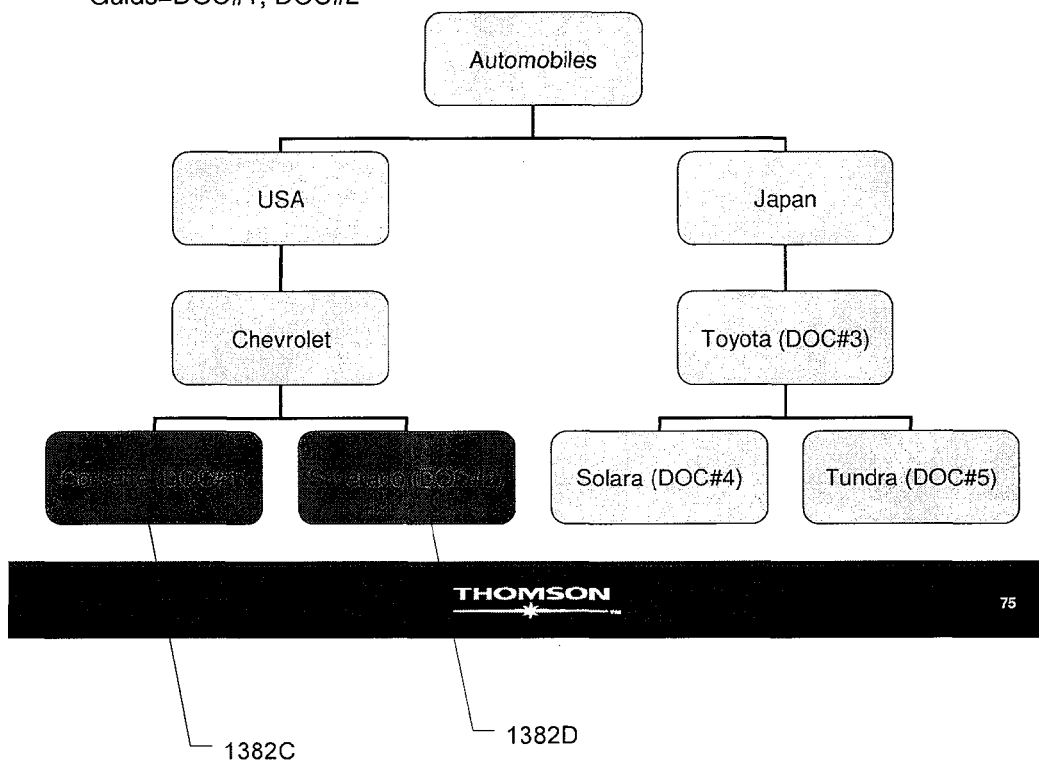 Guids=DOC#1, DOC#2
Automobiles
USA
Japan
Chevrolet
Toyota (DOC#3)
Solara (DOC#4)
Tundra (DOC#5)
THOMSON
75
1382C
1382D